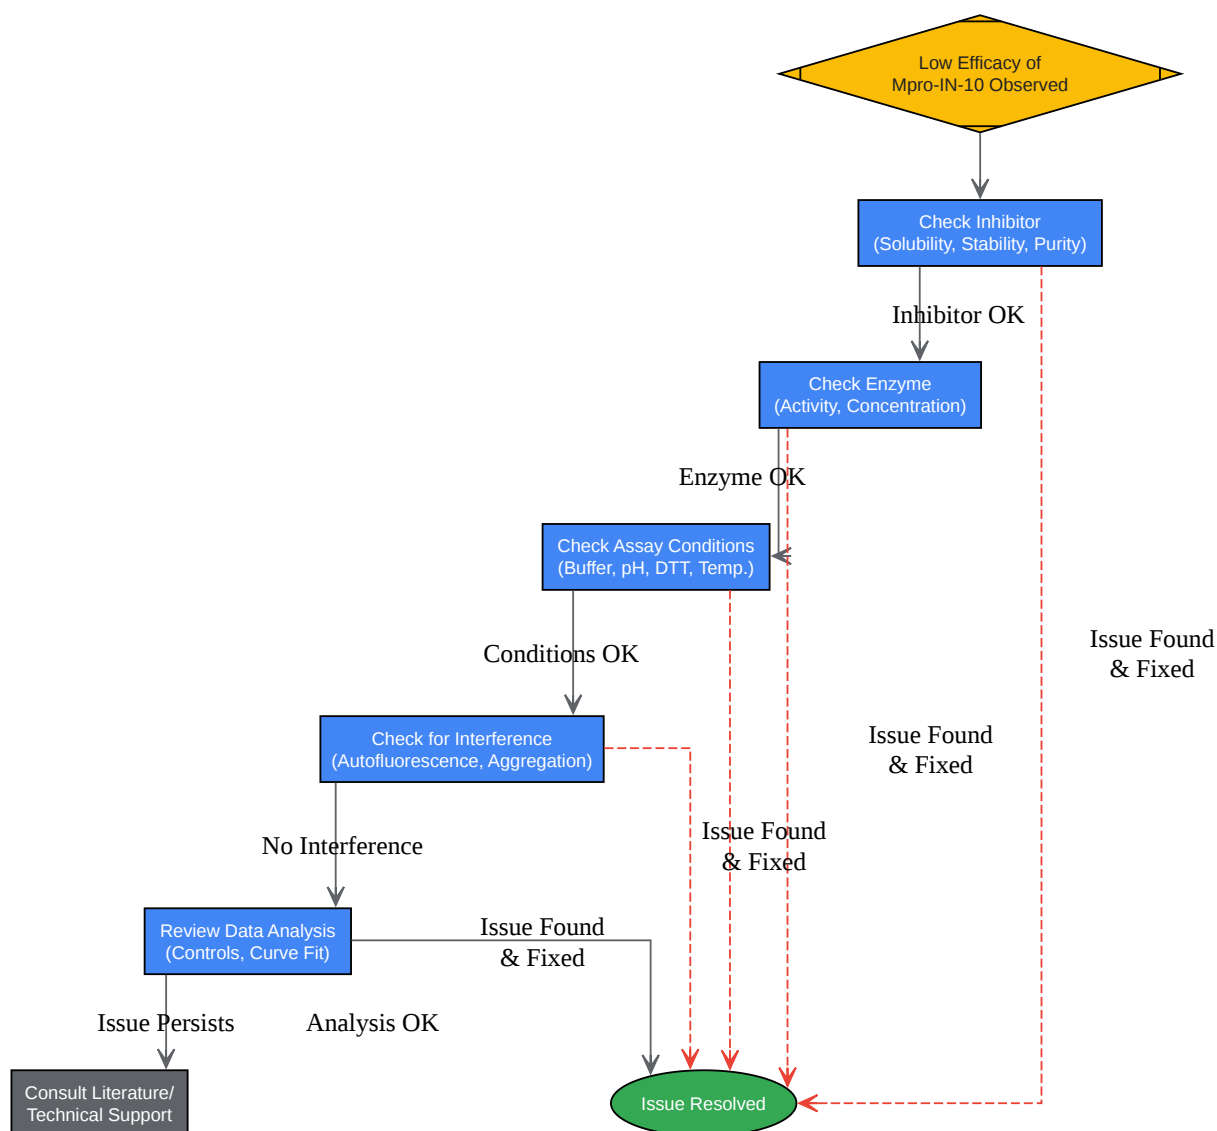 Low Efficacy of
Mpro-IN-10 Observed
Check Inhibitor
(Solubility, Stability, Purity)
Inhibitor OK
Check Enzyme
(Activity, Concentration)
Enzyme OK
Check Assay Conditions
(Buffer, pH, DTT, Temp.)
Conditions OK
Issue Found
& Fixed
Check for Interference
(Autofluorescence, Aggregation)
Issue Found
& Fixed
No Interference
Issue Found
& Fixed
Review Data Analysis
(Controls, Curve Fit)
Issue Found
& Fixed
Issue Persists
Analysis OK
Consult Literature/
Technical Support
Issue Resolved